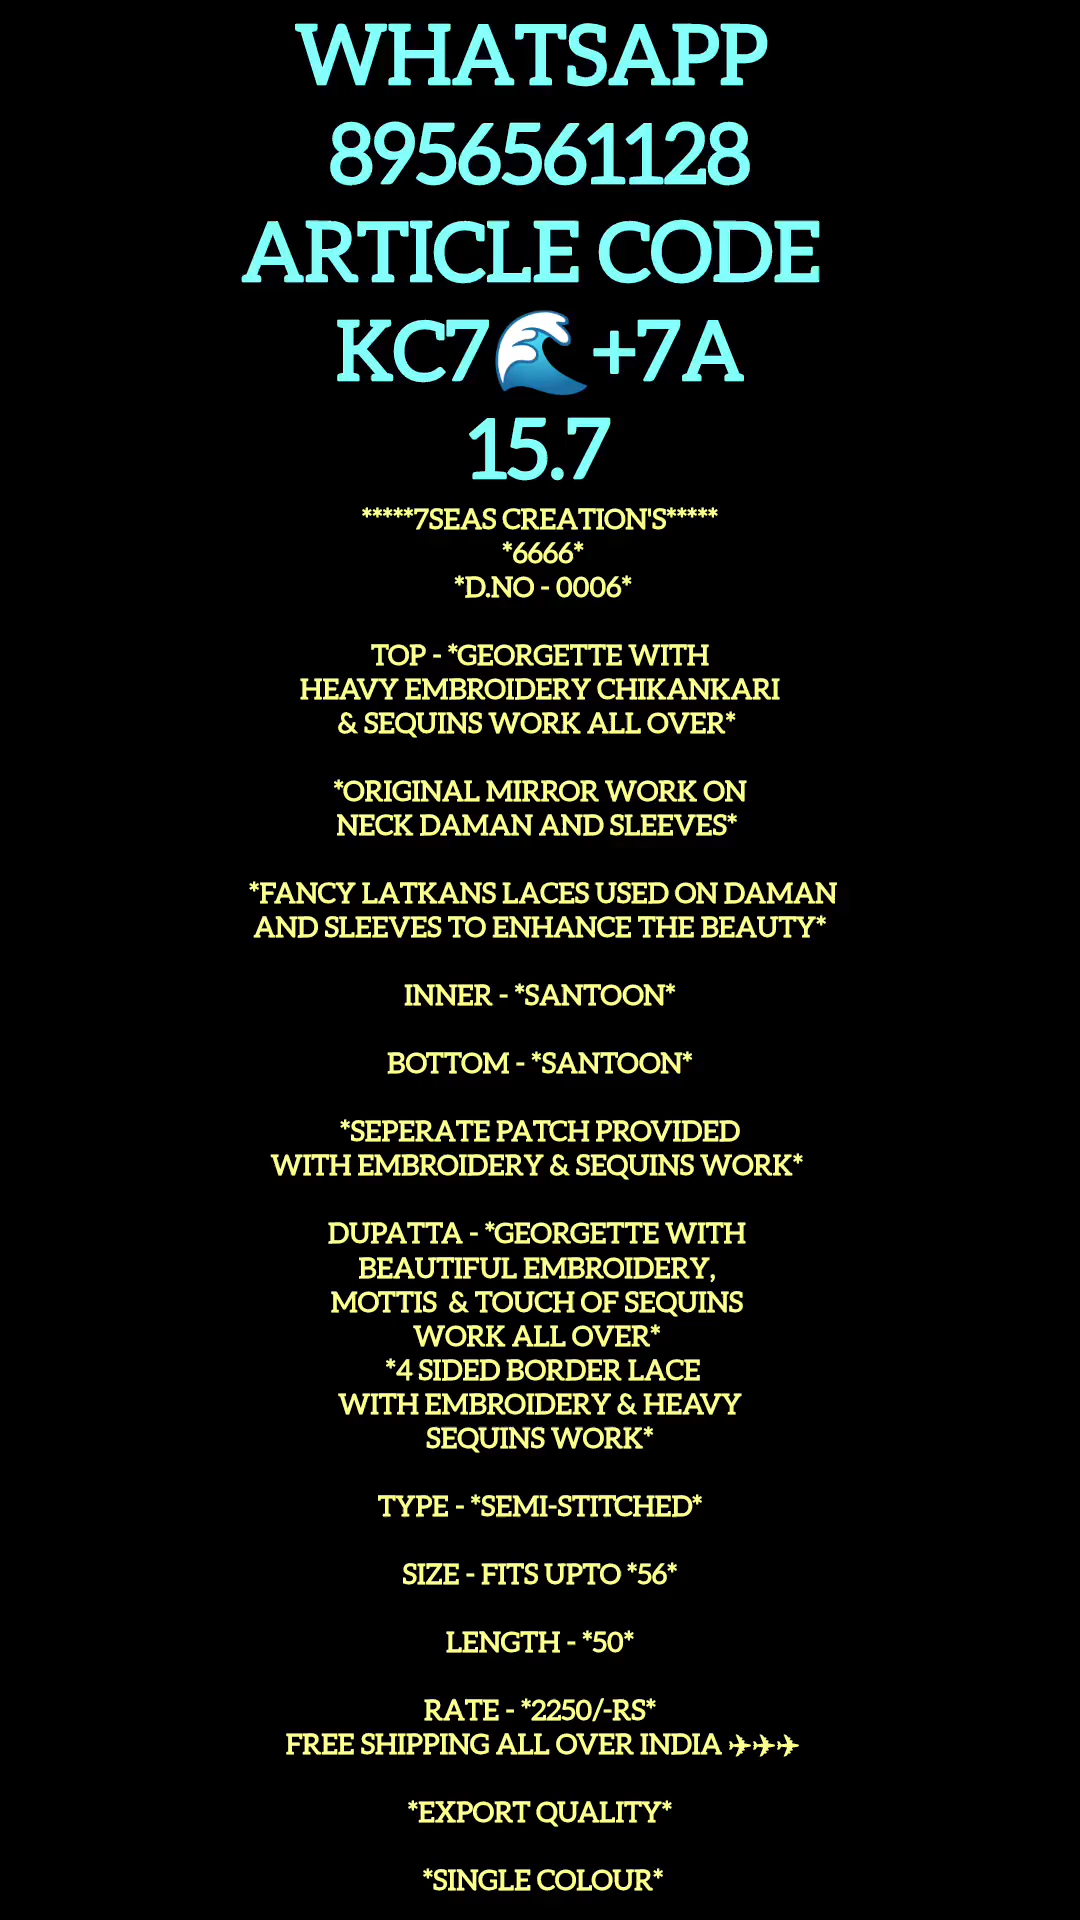 WHATSAPP
8956561128
ARTICLE CODE
KC7🌊+7A
15.7
*****7SEAS CREATION'S*****
*6666*
*D.NO - 0006*
TOP - *GEORGETTE WITH
HEAVY EMBROIDERY CHIKANKARI
& SEQUINS WORK ALL OVER*
*ORIGINAL MIRROR WORK ON
NECK DAMAN AND SLEEVES*
*FANCY LATKANS LACES USED ON DAMAN
AND SLEEVES TO ENHANCE THE BEAUTY*
INNER - *SANTOON*
BOTTOM - *SANTOON*
*SEPERATE PATCH PROVIDED
WITH EMBROIDERY & SEQUINS WORK*
DUPATTA - *GEORGETTE WITH
BEAUTIFUL EMBROIDERY,
MOTTIS  & TOUCH OF SEQUINS
WORK ALL OVER*
*4 SIDED BORDER LACE
WITH EMBROIDERY & HEAVY
SEQUINS WORK*
TYPE - *SEMI-STITCHED*
SIZE - FITS UPTO *56*
LENGTH - *50*
RATE - *2250/-RS*
FREE SHIPPING ALL OVER INDIA ✈✈✈
*EXPORT QUALITY*
*SINGLE COLOUR*